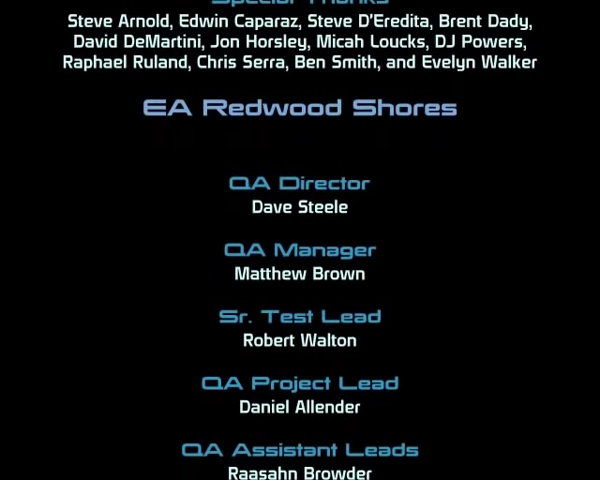 Special Thanks
Steve Arnold, Edwin Caparaz, Steve D'Eredita, Brent Dady,
David DeMartini, Jon Horsley, Micah Loucks, DJ Powers,
Raphael Ruland, Chris Serra, Ben Smith, and Evelyn Walker
EA Redwood Shores
QA Director
Dave Steele
QA Manager
Matthew Brown
Sr. Test Lead
Robert Walton
QA Project Lead
Daniel Allender
QA Assistant Leads
Raasahn Browder